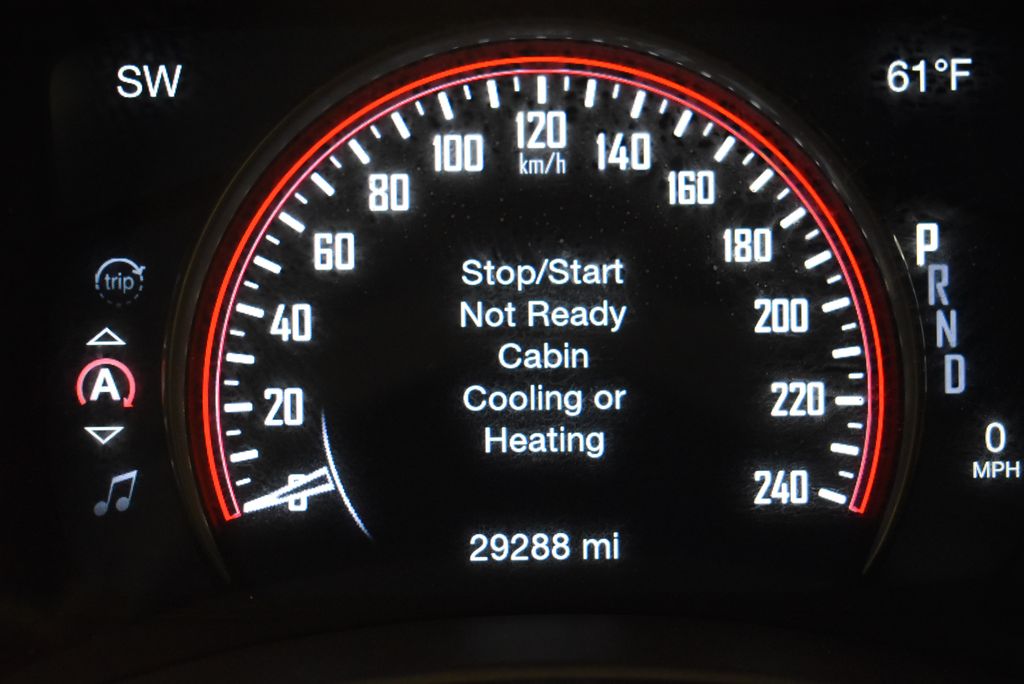 SW
61°F
0
20
40
60
80
100
120
km/h
140
160
180
200
220
240
Stop/Start
Not Ready
Cabin
Cooling or
Heating
29288 mi
trip
A
P
R
N
D
0
MPH